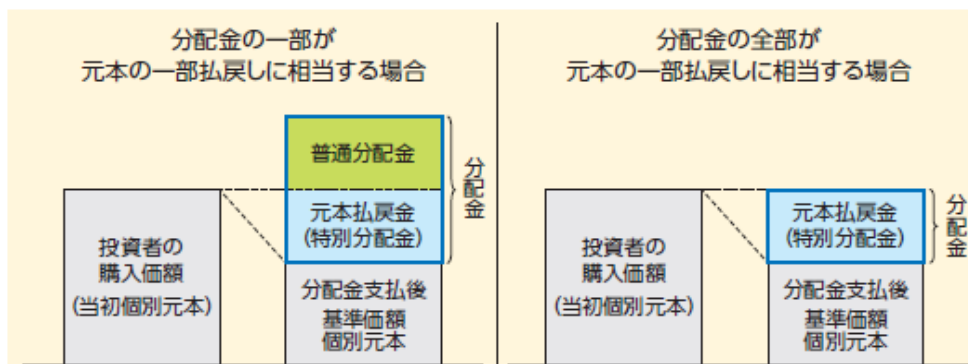 分配金の一部が
元本の一部払戻しに相当する場合
普通分配金
元本払戻金
(特別分配金)
分配金
投資者の
購入価額
(当初個別元本)
分配金支払後
基準価額
個別元本
分配金の全部が
元本の一部払戻しに相当する場合
元本払戻金
(特別分配金)
分配金
投資者の
購入価額
(当初個別元本)
分配金支払後
基準価額
個別元本